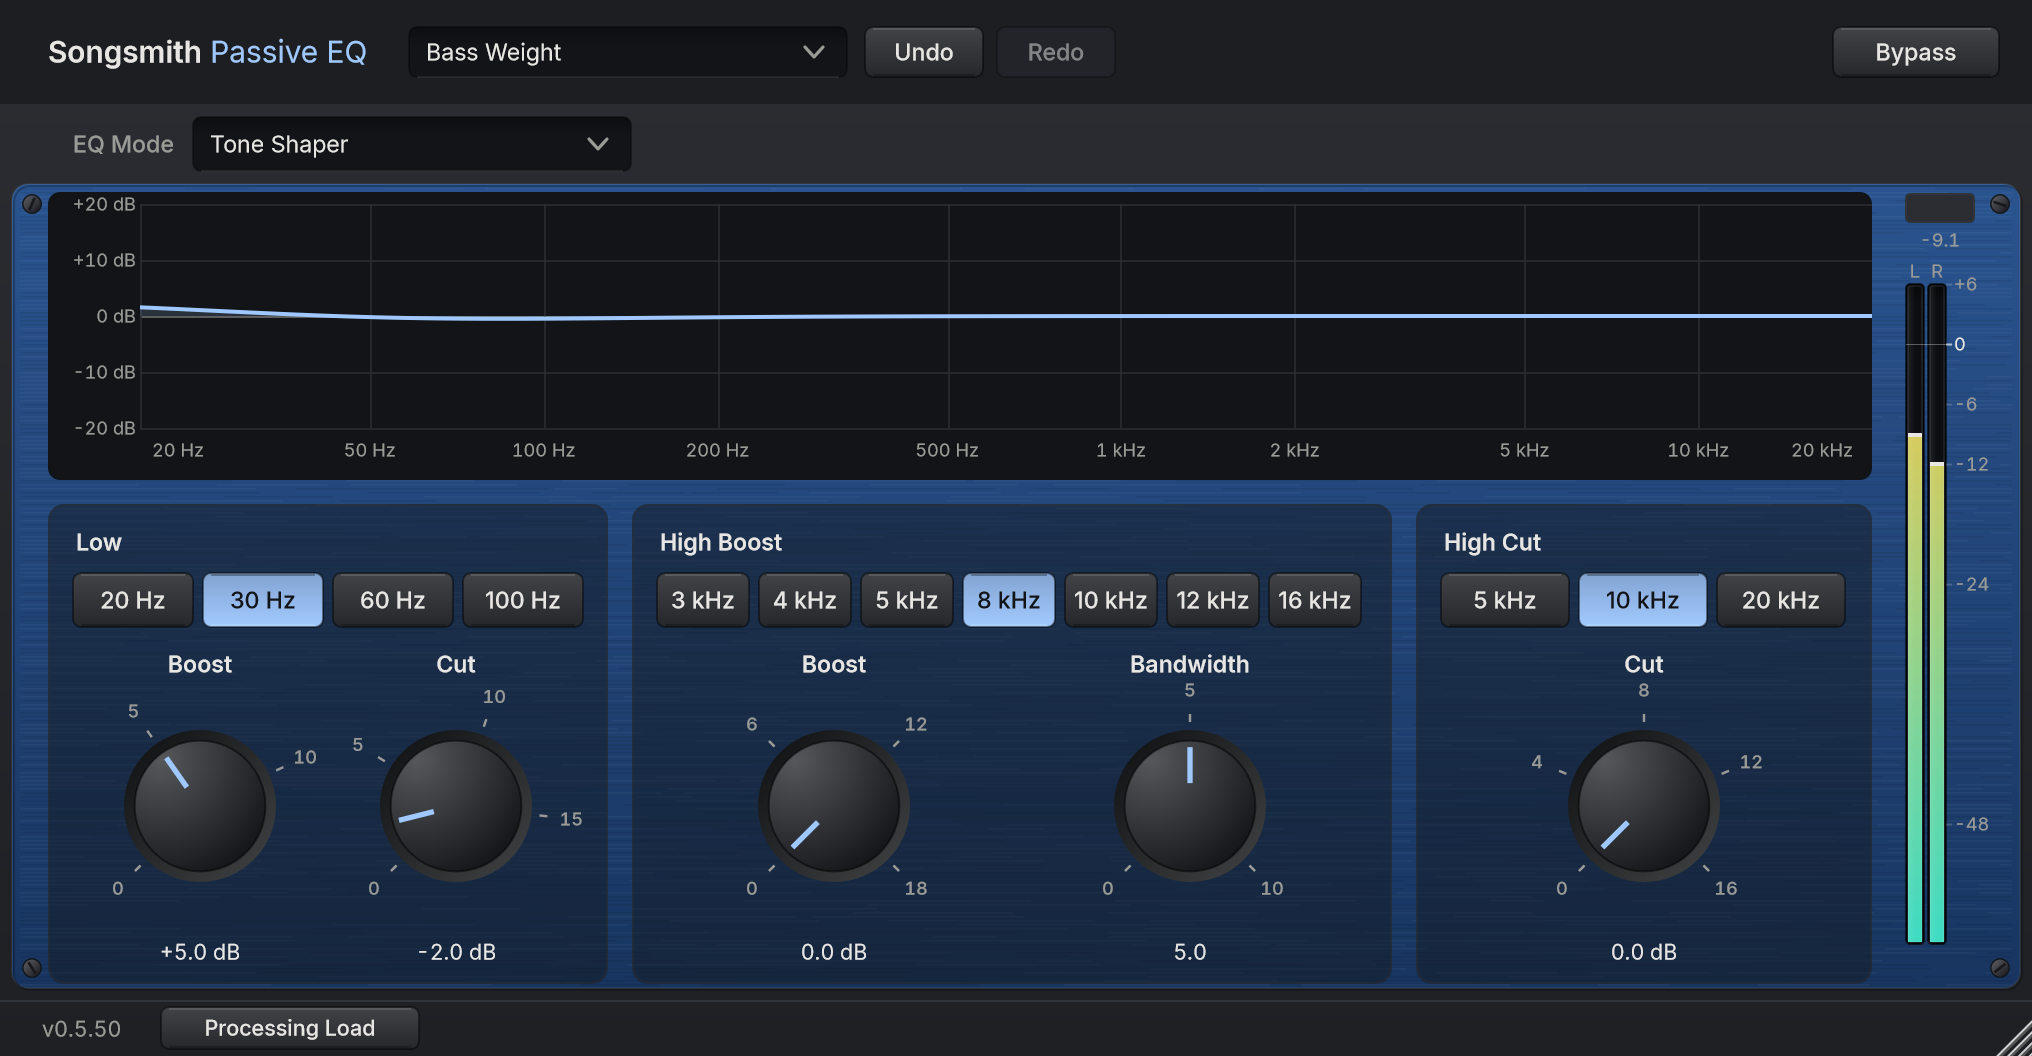 Songsmith Passive EQ
Bass Weight
Undo
Redo
Bypass
EQ Mode
Tone Shaper
+20 dB
+10 dB
0 dB
-10 dB
-20 dB
20 Hz
50 Hz
100 Hz
200 Hz
500 Hz
1 kHz
2 kHz
5 kHz
10 kHz
20 kHz
-9.1
L R
+6
0
-6
-12
-24
-48
Low
20 Hz
30 Hz
60 Hz
100 Hz
Boost
0
5
10
+5.0 dB
Cut
0
5
10
15
-2.0 dB
High Boost
3 kHz
4 kHz
5 kHz
8 kHz
10 kHz
12 kHz
16 kHz
Boost
0
6
12
18
0.0 dB
Bandwidth
0
5
10
5.0
High Cut
5 kHz
10 kHz
20 kHz
Cut
0
4
8
12
16
0.0 dB
v0.5.50
Processing Load